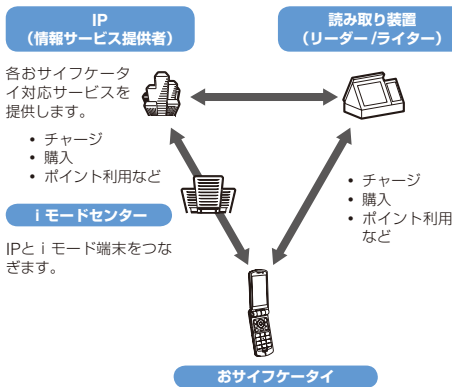 IP
(情報サービス提供者)
読み取り装置
(リーダー/ライター)
各おサイフケータ
イ対応サービスを
提供します。
• チャージ
• 購入
• ポイント利用など
i モードセンター
IPと i モード端末をつな
ぎます。
• チャージ
• 購入
• ポイント利用
など
おサイフケータイ